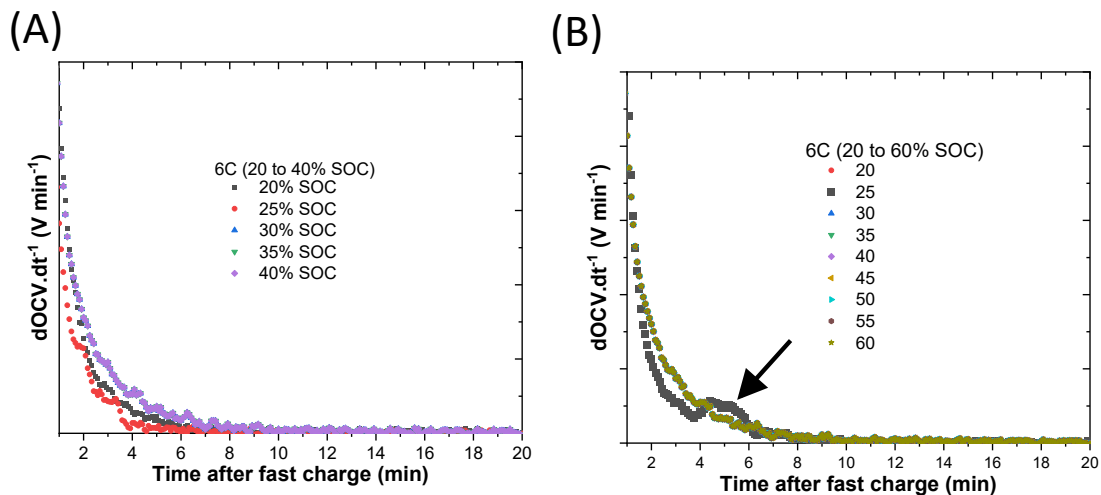 (A)
dOCV.dt⁻¹ (V min⁻¹)
6C (20 to 40% SOC)
20% SOC
25% SOC
30% SOC
35% SOC
40% SOC
2 4 6 8 10 12 14 16 18 20
Time after fast charge (min)
(B)
dOCV.dt⁻¹ (V min⁻¹)
6C (20 to 60% SOC)
20
25
30
35
40
45
50
55
60
2 4 6 8 10 12 14 16 18 20
Time after fast charge (min)